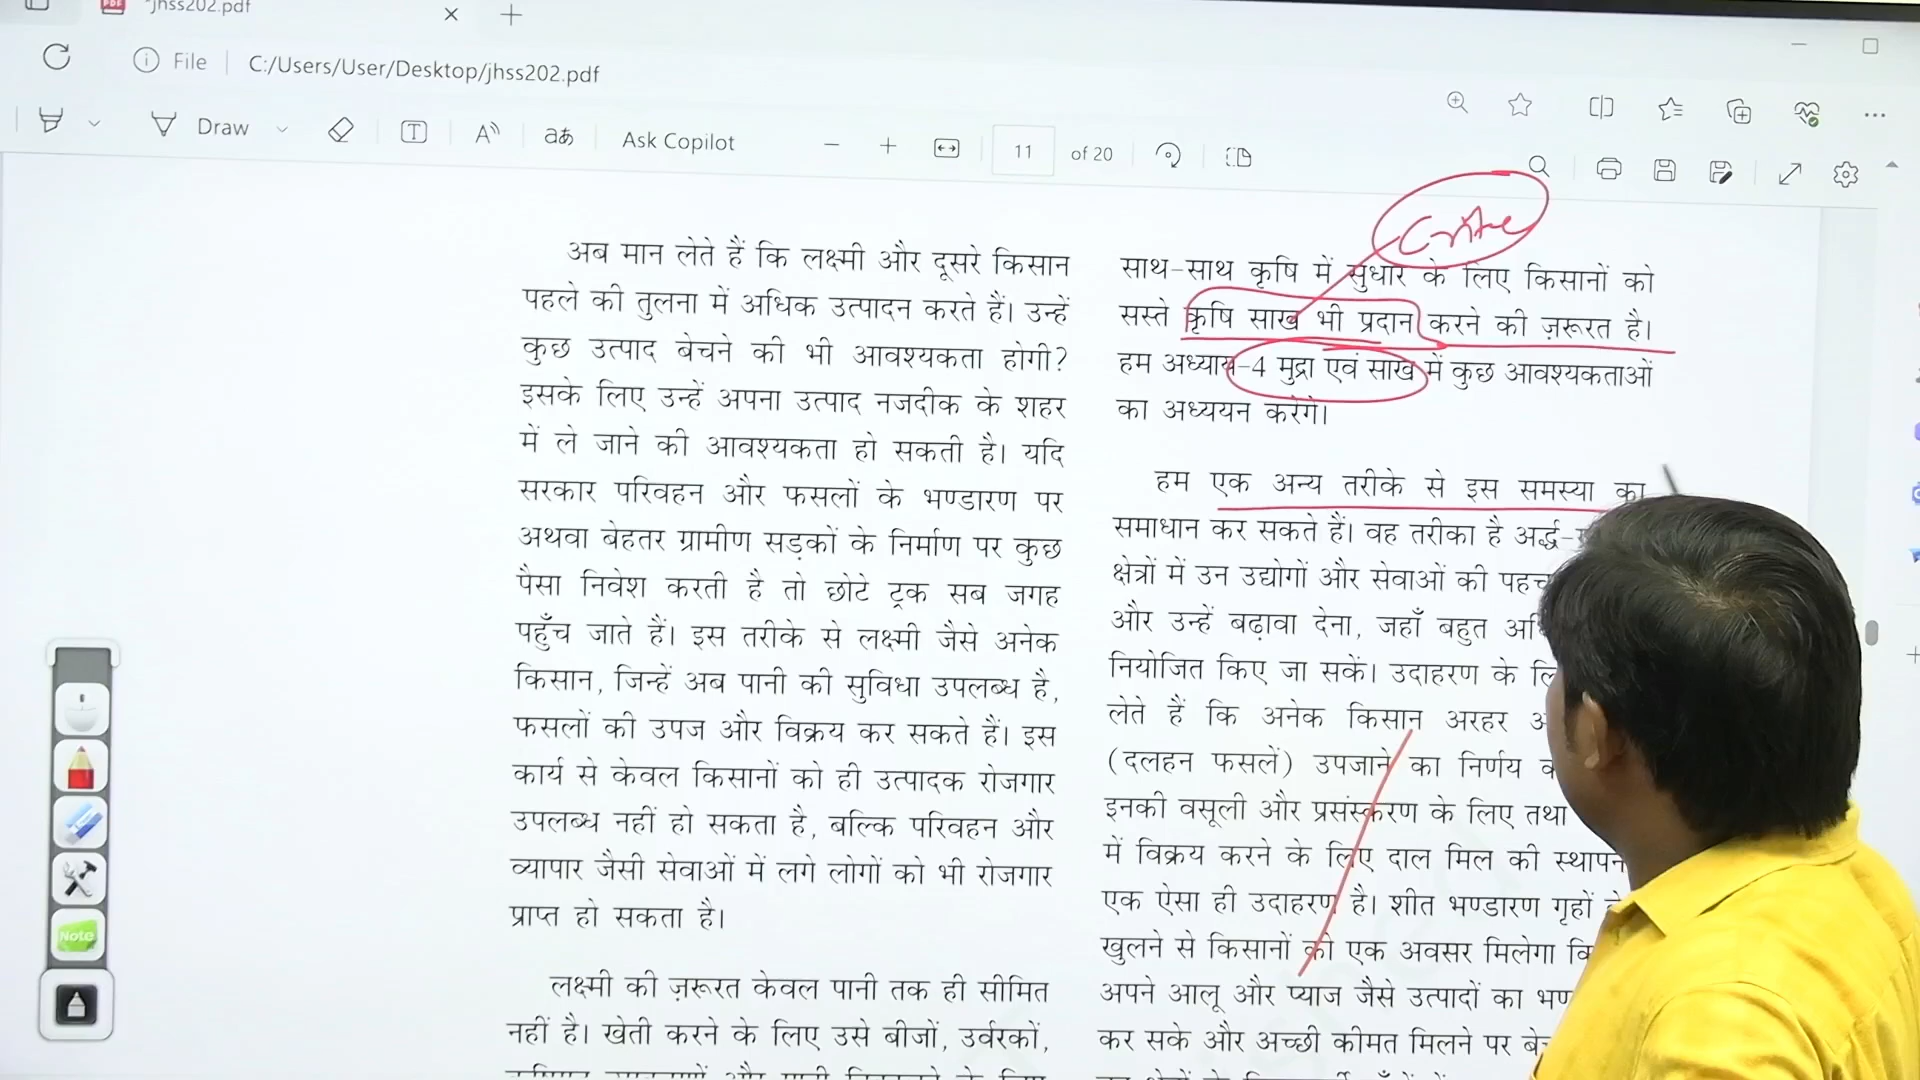 jhss202.pdf
File
C:/Users/User/Desktop/jhss202.pdf
Draw
Ask Copilot
11 of 20
अब मान लेते हैं कि लक्ष्मी और दूसरे किसान
पहले की तुलना में अधिक उत्पादन करते हैं। उन्हें
कुछ उत्पाद बेचने की भी आवश्यकता होगी?
इसके लिए उन्हें अपना उत्पाद नजदीक के शहर
में ले जाने की आवश्यकता हो सकती है। यदि
सरकार परिवहन और फसलों के भण्डारण पर
अथवा बेहतर ग्रामीण सड़कों के निर्माण पर कुछ
पैसा निवेश करती है तो छोटे ट्रक सब जगह
पहुँच जाते हैं। इस तरीके से लक्ष्मी जैसे अनेक
किसान, जिन्हें अब पानी की सुविधा उपलब्ध है,
फसलों की उपज और विक्रय कर सकते हैं। इस
कार्य से केवल किसानों को ही उत्पादक रोजगार
उपलब्ध नहीं हो सकता है, बल्कि परिवहन और
व्यापार जैसी सेवाओं में लगे लोगों को भी रोजगार
प्राप्त हो सकता है।
लक्ष्मी की ज़रूरत केवल पानी तक ही सीमित
नहीं है। खेती करने के लिए उसे बीजों, उर्वरकों,
साथ-साथ कृषि में सुधार के लिए किसानों को
सस्ते कृषि साख भी प्रदान करने की ज़रूरत है।
हम अध्याय-4 मुद्रा एवं साख में कुछ आवश्यकताओं
का अध्ययन करेंगे।
हम एक अन्य तरीके से इस समस्या का
समाधान कर सकते हैं। वह तरीका है अर्द्ध-
क्षेत्रों में उन उद्योगों और सेवाओं की
और उन्हें बढ़ावा देना, जहाँ बहुत
नियोजित किए जा सकें। उदाहरण के
लेते हैं कि अनेक किसान अरहर
(दलहन फसलें) उपजाने का निर्णय
इनकी वसूली और प्रसंस्करण के लिए तथा
में विक्रय करने के लिए दाल मिल की
एक ऐसा ही उदाहरण है। शीत भण्डारण गृहों
खुलने से किसानों को एक अवसर मिलेगा
अपने आलू और प्याज जैसे उत्पादों का
कर सके और अच्छी कीमत मिलने पर
Note